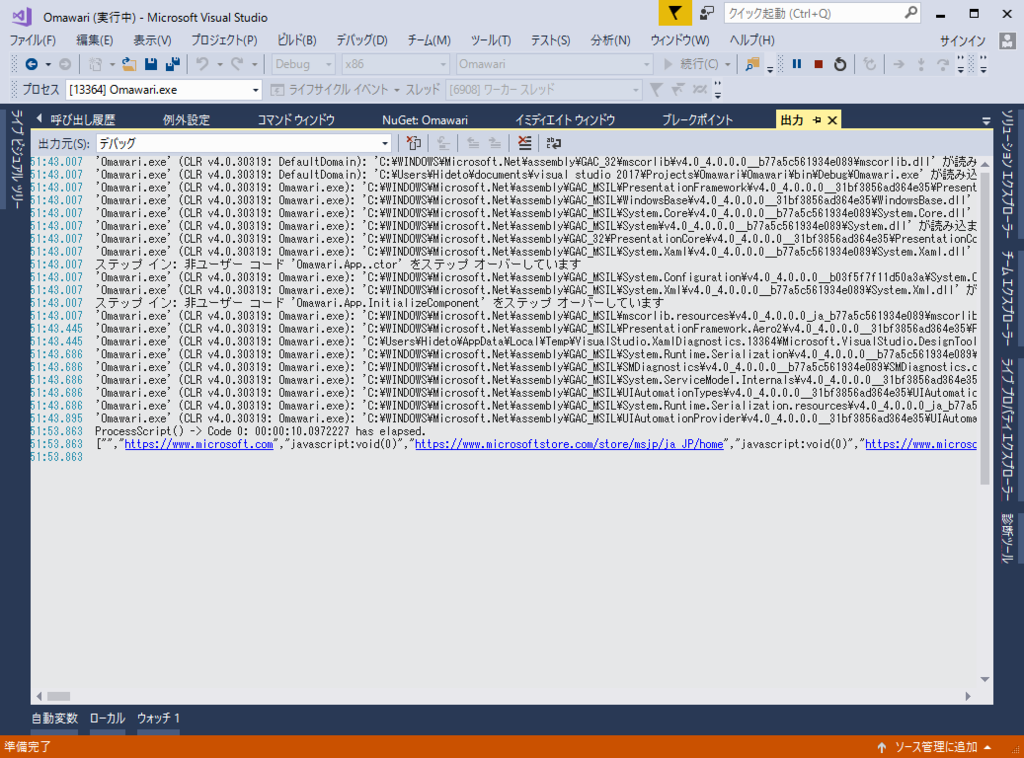 Omawari (実行中) - Microsoft Visual Studio
クイック起動 (Ctrl+Q)
ファイル(F) 編集(E) 表示(V) プロジェクト(P) ビルド(B) デバッグ(D) チーム(M) ツール(T) テスト(S) 分析(N) ウィンドウ(W) ヘルプ(H) サインイン
Debug x86 Omawari 続行(C)
プロセス [13364] Omawari.exe ライフサイクル イベント スレッド [6908] ワーカー スレッド
ライブ ビジュアル ツリー
呼び出し履歴 例外設定 コマンド ウィンドウ NuGet: Omawari イミディエイト ウィンドウ ブレークポイント 出力
出力元(S): デバッグ
51:43.007 'Omawari.exe' (CLR v4.0.30319: DefaultDomain): 'C:¥WINDOWS¥Microsoft.Net¥assembly¥GAC_32¥mscorlib¥v4.0_4.0.0.0__b77a5c561934e089¥mscorlib.dll' が読み
51:43.007 'Omawari.exe' (CLR v4.0.30319: DefaultDomain): 'C:¥Users¥Hideto¥documents¥visual studio 2017¥Projects¥Omawari¥Omawari¥bin¥Debug¥Omawari.exe' が読み込
51:43.007 'Omawari.exe' (CLR v4.0.30319: Omawari.exe): 'C:¥WINDOWS¥Microsoft.Net¥assembly¥GAC_MSIL¥PresentationFramework¥v4.0_4.0.0.0__31bf3856ad364e35¥Present
51:43.007 'Omawari.exe' (CLR v4.0.30319: Omawari.exe): 'C:¥WINDOWS¥Microsoft.Net¥assembly¥GAC_MSIL¥WindowsBase¥v4.0_4.0.0.0__31bf3856ad364e35¥WindowsBase.dll'
51:43.007 'Omawari.exe' (CLR v4.0.30319: Omawari.exe): 'C:¥WINDOWS¥Microsoft.Net¥assembly¥GAC_MSIL¥System.Core¥v4.0_4.0.0.0__b77a5c561934e089¥System.Core.dll'
51:43.007 'Omawari.exe' (CLR v4.0.30319: Omawari.exe): 'C:¥WINDOWS¥Microsoft.Net¥assembly¥GAC_MSIL¥System¥v4.0_4.0.0.0__b77a5c561934e089¥System.dll' が読み込ま
51:43.007 'Omawari.exe' (CLR v4.0.30319: Omawari.exe): 'C:¥WINDOWS¥Microsoft.Net¥assembly¥GAC_32¥PresentationCore¥v4.0_4.0.0.0__31bf3856ad364e35¥PresentationCo
51:43.007 'Omawari.exe' (CLR v4.0.30319: Omawari.exe): 'C:¥WINDOWS¥Microsoft.Net¥assembly¥GAC_MSIL¥System.Xaml¥v4.0_4.0.0.0__b77a5c561934e089¥System.Xaml.dll'
51:43.007 ステップ イン: 非ユーザー コード 'Omawari.App..ctor' をステップ オーバーしています
51:43.007 'Omawari.exe' (CLR v4.0.30319: Omawari.exe): 'C:¥WINDOWS¥Microsoft.Net¥assembly¥GAC_MSIL¥System.Configuration¥v4.0_4.0.0.0__b03f5f7f11d50a3a¥System.C
51:43.007 'Omawari.exe' (CLR v4.0.30319: Omawari.exe): 'C:¥WINDOWS¥Microsoft.Net¥assembly¥GAC_MSIL¥System.Xml¥v4.0_4.0.0.0__b77a5c561934e089¥System.Xml.dll' が
51:43.007 ステップ イン: 非ユーザー コード 'Omawari.App.InitializeComponent' をステップ オーバーしています
51:43.007 'Omawari.exe' (CLR v4.0.30319: Omawari.exe): 'C:¥WINDOWS¥Microsoft.Net¥assembly¥GAC_MSIL¥mscorlib.resources¥v4.0_4.0.0.0_ja_b77a5c561934e089¥mscorlib
51:43.445 'Omawari.exe' (CLR v4.0.30319: Omawari.exe): 'C:¥WINDOWS¥Microsoft.Net¥assembly¥GAC_MSIL¥PresentationFramework.Aero2¥v4.0_4.0.0.0__31bf3856ad364e35¥P
51:43.445 'Omawari.exe' (CLR v4.0.30319: Omawari.exe): 'C:¥Users¥Hideto¥AppData¥Local¥Temp¥VisualStudio.XamlDiagnostics.13364¥Microsoft.VisualStudio.DesignTool
51:43.686 'Omawari.exe' (CLR v4.0.30319: Omawari.exe): 'C:¥WINDOWS¥Microsoft.Net¥assembly¥GAC_MSIL¥System.Runtime.Serialization¥v4.0_4.0.0.0__b77a5c561934e089¥
51:43.686 'Omawari.exe' (CLR v4.0.30319: Omawari.exe): 'C:¥WINDOWS¥Microsoft.Net¥assembly¥GAC_MSIL¥SMDiagnostics¥v4.0_4.0.0.0__b77a5c561934e089¥SMDiagnostics.d
51:43.686 'Omawari.exe' (CLR v4.0.30319: Omawari.exe): 'C:¥WINDOWS¥Microsoft.Net¥assembly¥GAC_MSIL¥System.ServiceModel.Internals¥v4.0_4.0.0.0__31bf3856ad364e35
51:43.686 'Omawari.exe' (CLR v4.0.30319: Omawari.exe): 'C:¥WINDOWS¥Microsoft.Net¥assembly¥GAC_MSIL¥UIAutomationTypes¥v4.0_4.0.0.0__31bf3856ad364e35¥UIAutomatic
51:43.686 'Omawari.exe' (CLR v4.0.30319: Omawari.exe): 'C:¥WINDOWS¥Microsoft.Net¥assembly¥GAC_MSIL¥System.Runtime.Serialization.resources¥v4.0_4.0.0.0_ja_b77a5
51:43.895 'Omawari.exe' (CLR v4.0.30319: Omawari.exe): 'C:¥WINDOWS¥Microsoft.Net¥assembly¥GAC_MSIL¥UIAutomationProvider¥v4.0_4.0.0.0__31bf3856ad364e35¥UIAutoma
51:53.863 ProcessScript() -> Code 0: 00:00:10.0972227 has elapsed.
51:53.863 ["","https://www.microsoft.com","javascript:void(0)","https://www.microsoftstore.com/store/msjp/ja_JP/home","javascript:void(0)","https://www.microsc
51:53.863
ソリューション エクスプローラー
チーム エクスプローラー
ライブ プロパティ エクスプローラー
診断ツール
自動変数 ローカル ウォッチ 1
準備完了 ソース管理に追加